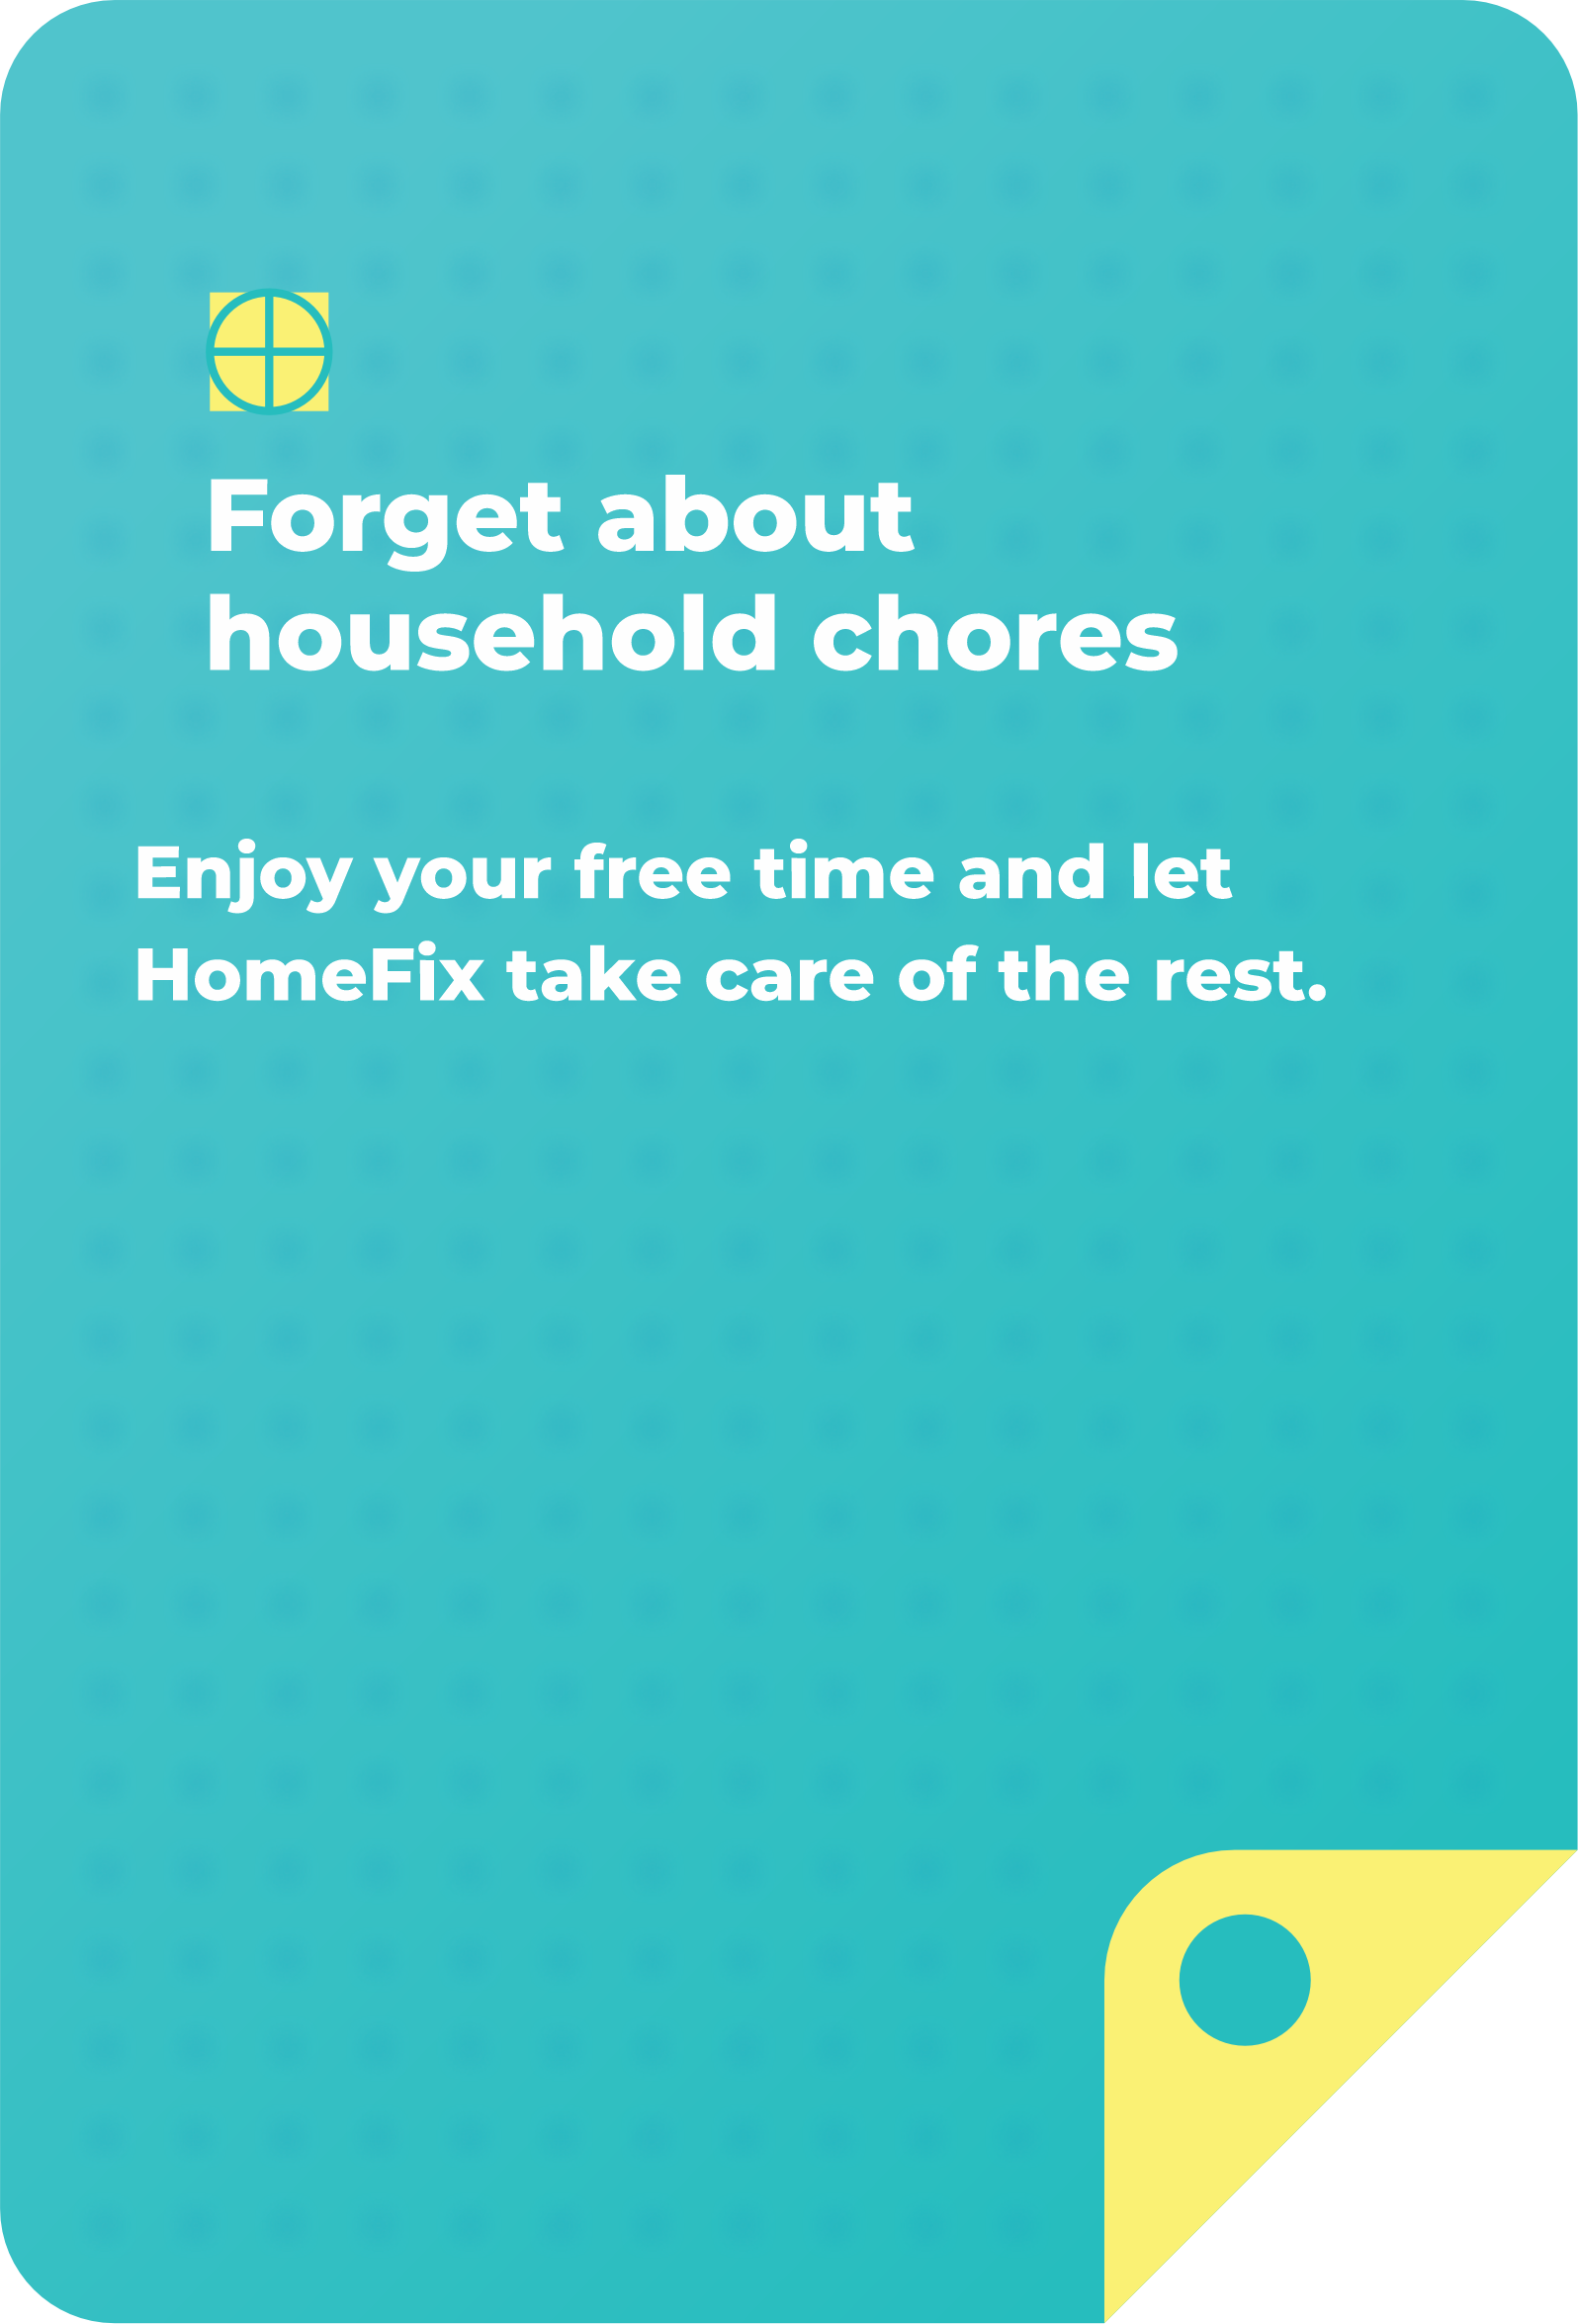 Forget about
household chores
Enjoy your free time and let
HomeFix take care of the rest.